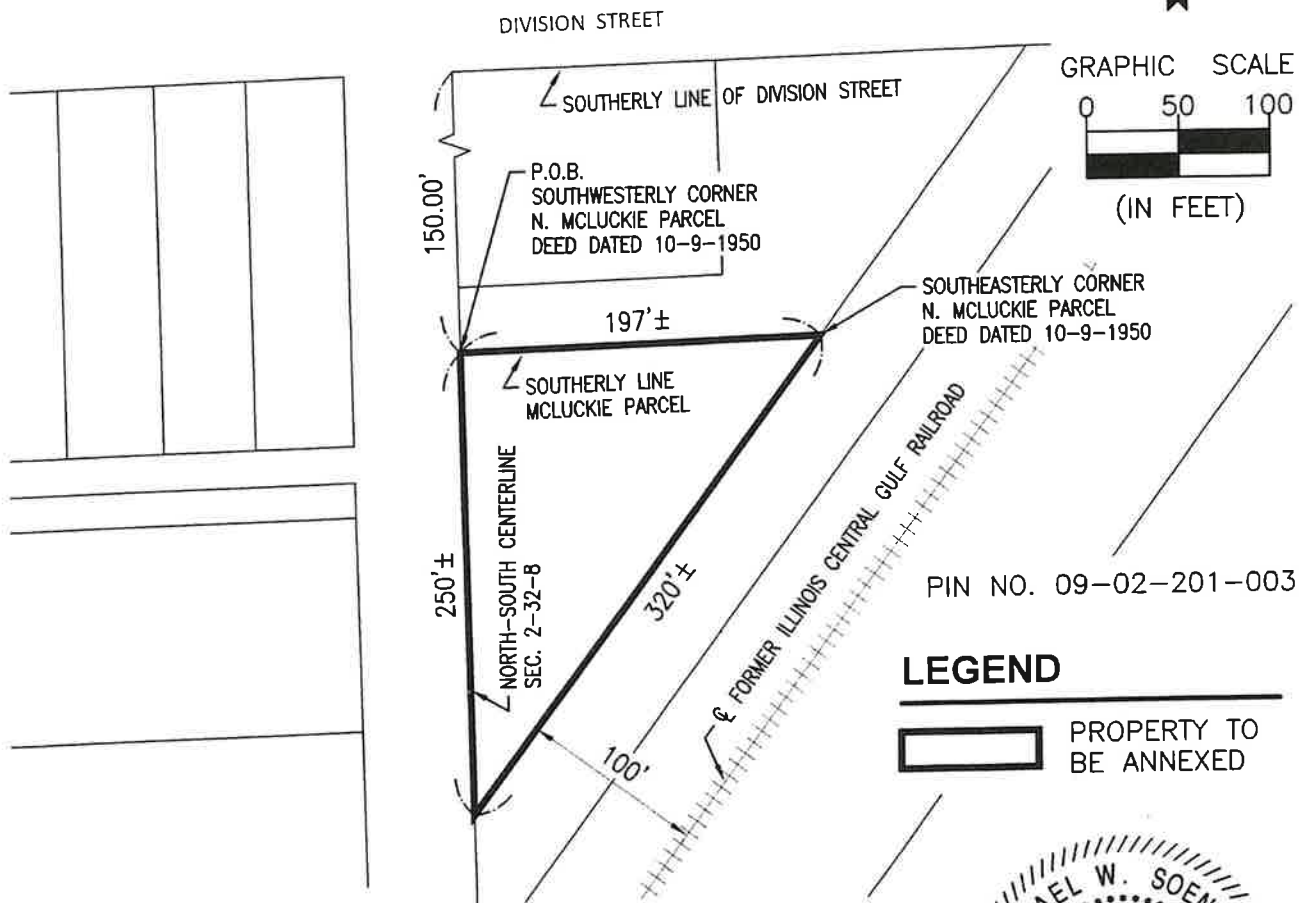 DIVISION STREET
SOUTHERLY LINE OF DIVISION STREET
GRAPHIC SCALE
0 50 100
(IN FEET)
150.00'
P.O.B.
SOUTHWESTERLY CORNER
N. MCLUCKIE PARCEL
DEED DATED 10-9-1950
SOUTHEASTERLY CORNER
N. MCLUCKIE PARCEL
DEED DATED 10-9-1950
197'±
SOUTHERLY LINE
MCLUCKIE PARCEL
250'±
NORTH-SOUTH CENTERLINE
SEC. 2-32-8
320'±
℄ FORMER ILLINOIS CENTRAL GULF RAILROAD
100'
PIN NO. 09-02-201-003
LEGEND
PROPERTY TO
BE ANNEXED
W.